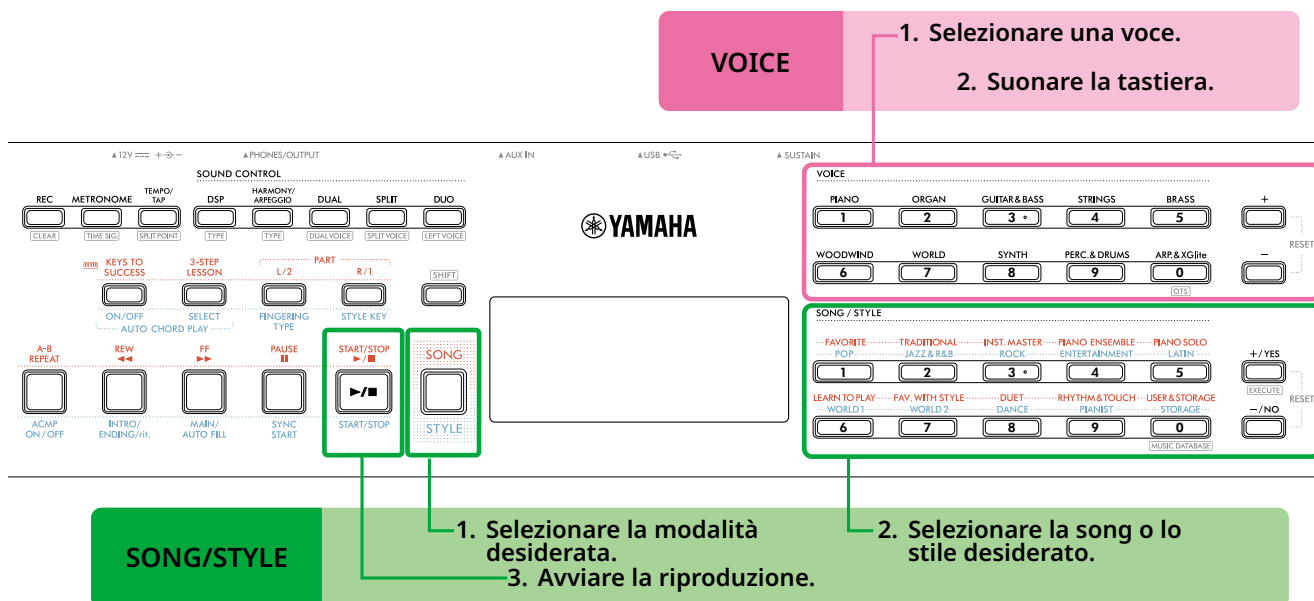 VOICE
1. Selezionare una voce.
2. Suonare la tastiera.
▲12V ⎓ +-
▲PHONES/OUTPUT
▲AUX IN
▲USB
▲SUSTAIN
SOUND CONTROL
REC METRONOME TEMPO/TAP DSP HARMONY/ARPEGGIO DUAL SPLIT DUO
CLEAR TIME SIG. SPLIT POINT TYPE TYPE DUAL VOICE SPLIT VOICE LEFT VOICE
KEYS TO SUCCESS 3-STEP LESSON PART L/2 R/1
SHIFT
ON/OFF SELECT FINGERING TYPE STYLE KEY
AUTO CHORD PLAY
A-B REPEAT REW ◄◄ FF ►► PAUSE II START/STOP ►/■
►/■
ACMP ON/OFF INTRO/ENDING/rit. MAIN/AUTO FILL SYNC START START/STOP
SONG
STYLE
YAMAHA
VOICE
PIANO ORGAN GUITAR & BASS STRINGS BRASS +
1 2 3 4 5
RESET
WOODWIND WORLD SYNTH PERC. & DRUMS ARP. & XGlite −
6 7 8 9 0
OTS
SONG / STYLE
FAVORITE TRADITIONAL INST. MASTER PIANO ENSEMBLE PIANO SOLO
POP JAZZ & R&B ROCK ENTERTAINMENT LATIN +/YES
1 2 3 4 5
EXECUTE
RESET
LEARN TO PLAY FAV. WITH STYLE DUET RHYTHM & TOUCH USER & STORAGE
WORLD 1 WORLD 2 DANCE PIANIST STORAGE −/NO
6 7 8 9 0
MUSIC DATABASE
SONG/STYLE
1. Selezionare la modalità
desiderata.
3. Avviare la riproduzione.
2. Selezionare la song o lo
stile desiderato.